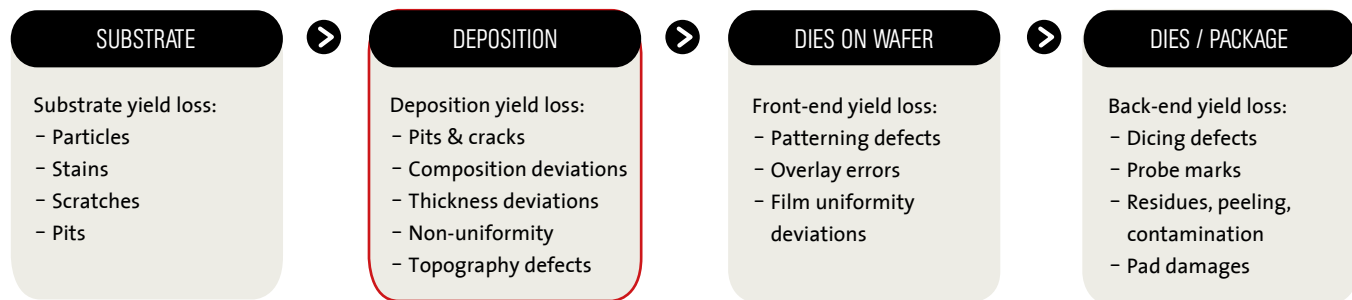 SUBSTRATE
Substrate yield loss:
– Particles
– Stains
– Scratches
– Pits
DEPOSITION
Deposition yield loss:
– Pits & cracks
– Composition deviations
– Thickness deviations
– Non-uniformity
– Topography defects
DIES ON WAFER
Front-end yield loss:
– Patterning defects
– Overlay errors
– Film uniformity
deviations
DIES / PACKAGE
Back-end yield loss:
– Dicing defects
– Probe marks
– Residues, peeling,
contamination
– Pad damages